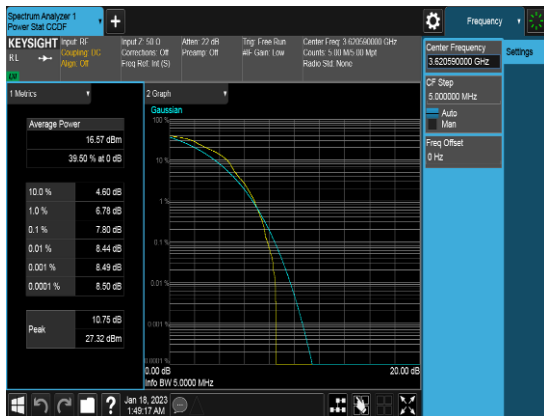 Spectrum Analyzer 1
Power Stat CCDF
Frequency
KEYSIGHT
RL
Input: RF
Coupling: DC
Align: Off
Input Z: 50 Ω
Corrections: Off
Freq Ref: Int (S)
Atten: 22 dB
Preamp: Off
Trig: Free Run
#IF Gain: Low
Center Freq: 3.620590000 GHz
Counts: 5.00 M/5.00 Mpt
Radio Std: None
Center Frequency
3.620590000 GHz
Settings
CF Step
5.000000 MHz
Auto
Man
Freq Offset
0 Hz
1 Metrics
Average Power
16.57 dBm
39.50 % at 0 dB
10.0 % 4.60 dB
1.0 % 6.78 dB
0.1 % 7.80 dB
0.01 % 8.44 dB
0.001 % 8.49 dB
0.0001 % 8.50 dB
Peak
10.75 dB
27.32 dBm
2 Graph
Gaussian
100 %
10 %
1 %
0.1 %
0.01 %
0.001 %
0.0001 %
0.00 dB 20.00 dB
Info BW 5.0000 MHz
Jan 18, 2023
1:49:17 AM